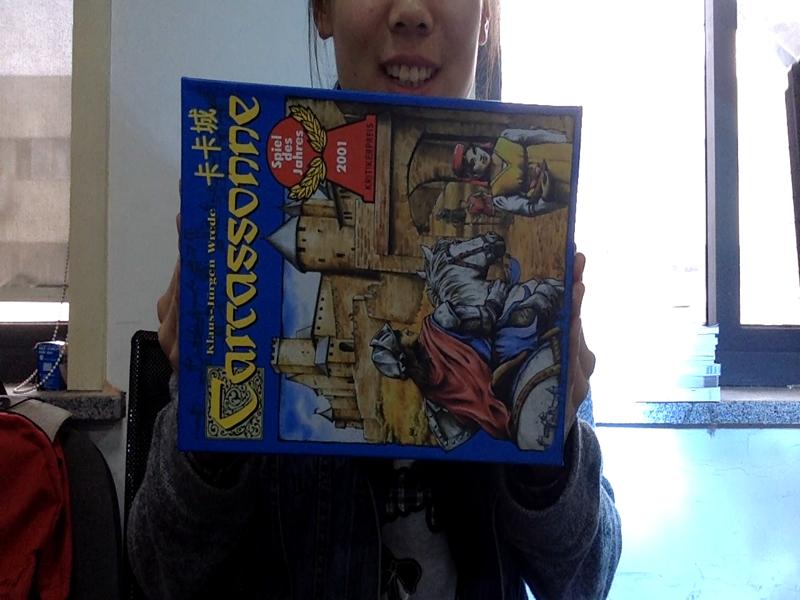 卡卡城
Klaus-Jürgen Wrede
Carcassonne
Spiel
des
Jahres
2001
KRITIKERPREIS